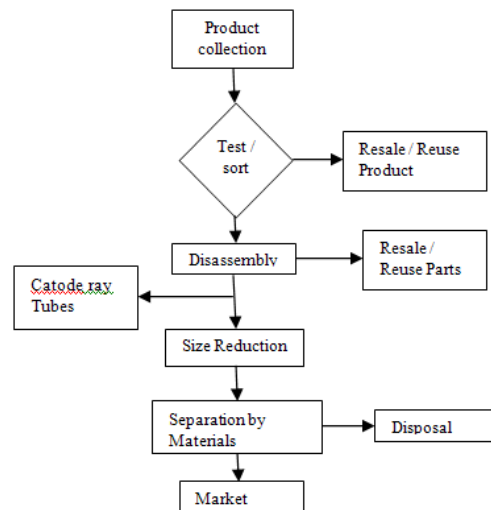 Product
collection
Test /
sort
Resale / Reuse
Product
Disassembly
Resale /
Reuse Parts
Catode ray
Tubes
Size Reduction
Separation by
Materials
Disposal
Market